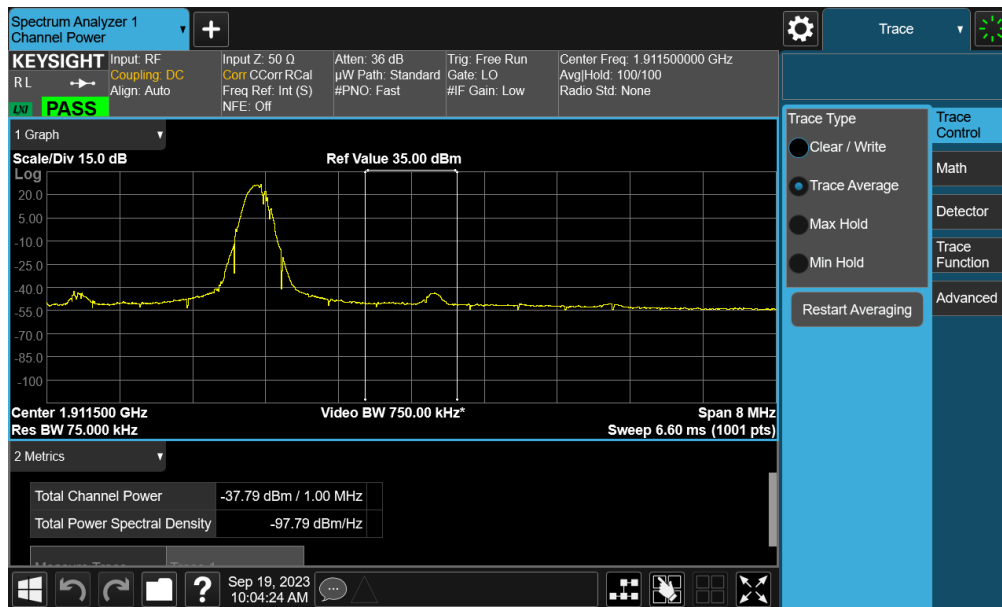 Spectrum Analyzer 1
Channel Power
+
Trace
KEYSIGHT
RL
LXI
PASS
Input: RF
Coupling: DC
Align: Auto
Input Z: 50 Ω
Corr CCorr RCal
Freq Ref: Int (S)
NFE: Off
Atten: 36 dB
µW Path: Standard
#PNO: Fast
Trig: Free Run
Gate: LO
#IF Gain: Low
Center Freq: 1.911500000 GHz
Avg|Hold: 100/100
Radio Std: None
1 Graph
Scale/Div 15.0 dB
Ref Value 35.00 dBm
Log
20.0
5.00
-10.0
-25.0
-40.0
-55.0
-70.0
-85.0
-100
Center 1.911500 GHz
Video BW 750.00 kHz*
Span 8 MHz
Res BW 75.000 kHz
Sweep 6.60 ms (1001 pts)
2 Metrics
Total Channel Power -37.79 dBm / 1.00 MHz
Total Power Spectral Density -97.79 dBm/Hz
Trace Type
Clear / Write
Trace Average
Max Hold
Min Hold
Restart Averaging
Trace
Control
Math
Detector
Trace
Function
Advanced
?
Sep 19, 2023
10:04:24 AM